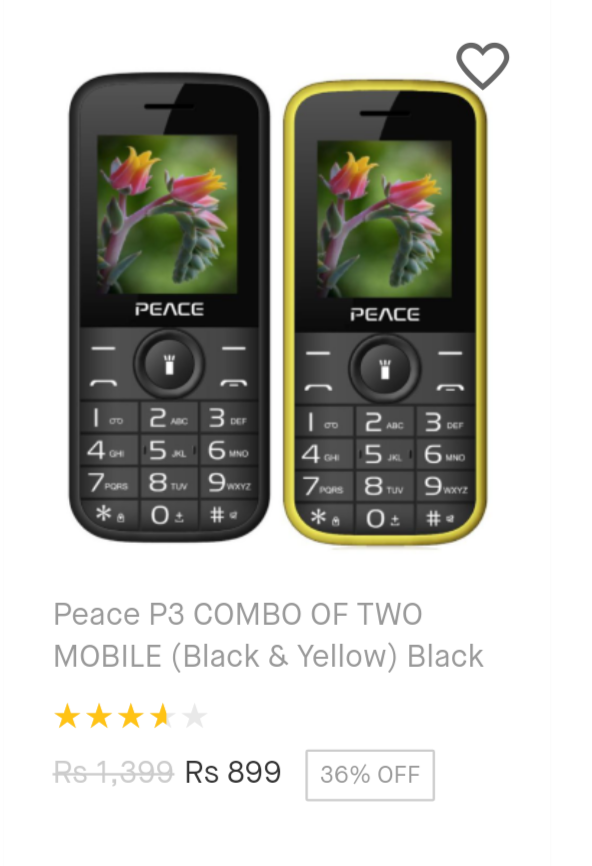 PEACE
PEACE
1 2 ABC 3 DEF
4 GHI 5 JKL 6 MNO
7 PQRS 8 TUV 9 WXYZ
* 0 + #
1 2 ABC 3 DEF
4 GHI 5 JKL 6 MNO
7 PQRS 8 TUV 9 WXYZ
* 0 + #
Peace P3 COMBO OF TWO
MOBILE (Black & Yellow) Black
Rs 1,399 Rs 899 36% OFF